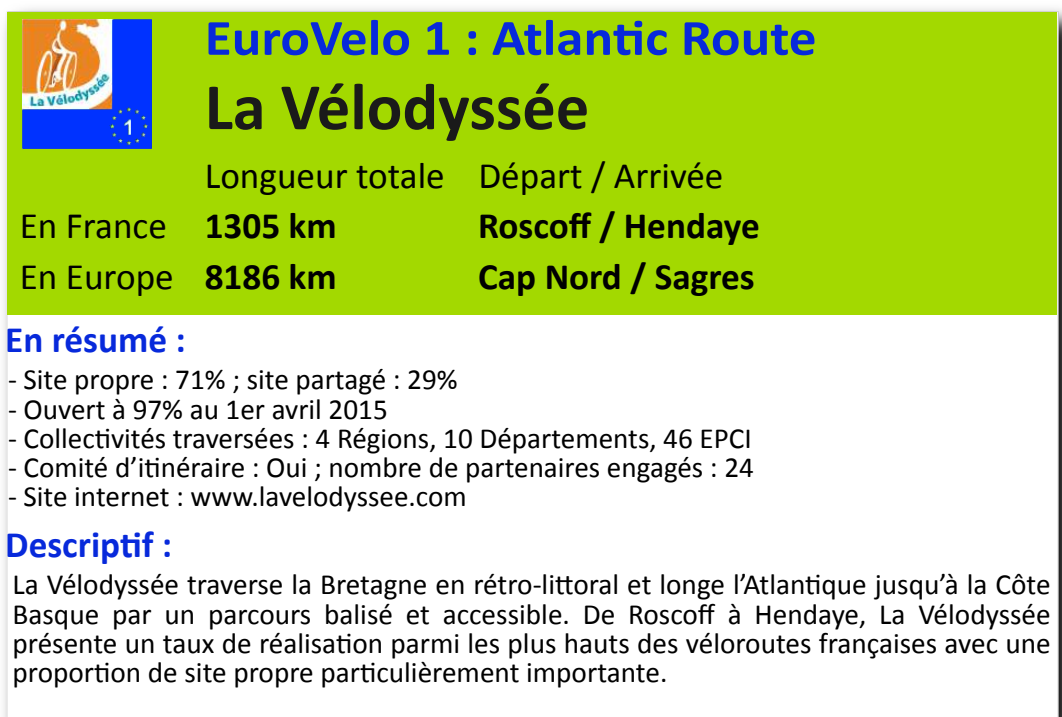 La Vélodyssée
1
EuroVelo 1 : Atlantic Route
La Vélodyssée
Longueur totale Départ / Arrivée
En France 1305 km Roscoff / Hendaye
En Europe 8186 km Cap Nord / Sagres
En résumé :
- Site propre : 71% ; site partagé : 29%
- Ouvert à 97% au 1er avril 2015
- Collectivités traversées : 4 Régions, 10 Départements, 46 EPCI
- Comité d’itinéraire : Oui ; nombre de partenaires engagés : 24
- Site internet : www.lavelodyssee.com
Descriptif :
La Vélodyssée traverse la Bretagne en rétro-littoral et longe l’Atlantique jusqu’à la Côte
Basque par un parcours balisé et accessible. De Roscoff à Hendaye, La Vélodyssée
présente un taux de réalisation parmi les plus hauts des véloroutes françaises avec une
proportion de site propre particulièrement importante.